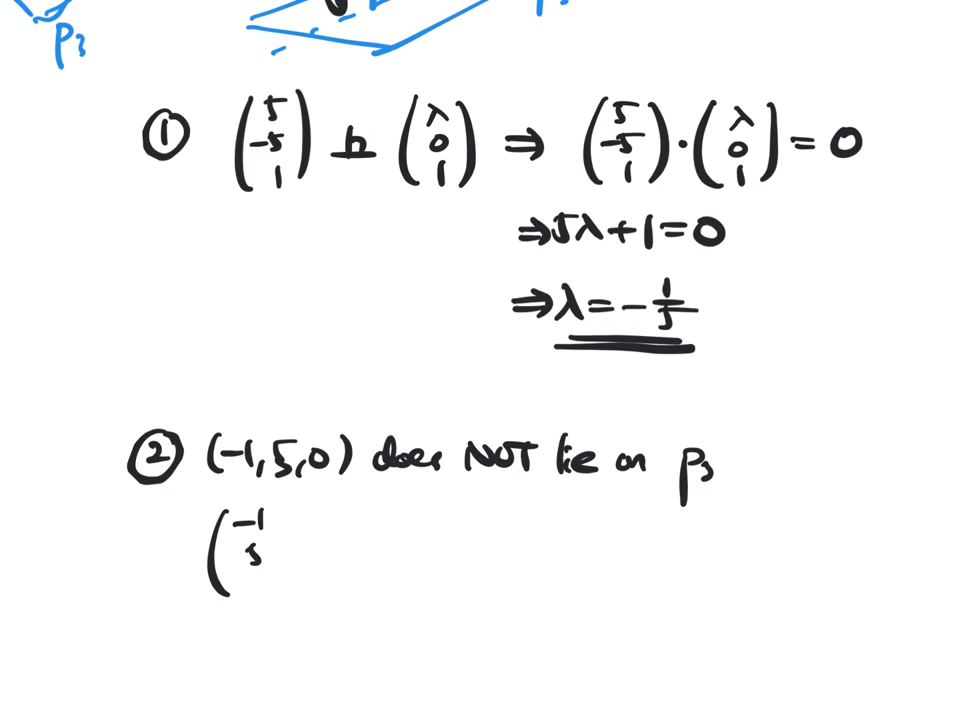 p3
① (5 -5 1) ⊥ (λ 0 1) ⇒ (5 -5 1) · (λ 0 1) = 0
⇒ 5λ + 1 = 0
⇒ λ = - 1/5
② (-1, 5, 0) does NOT lie on p3
(-1 5